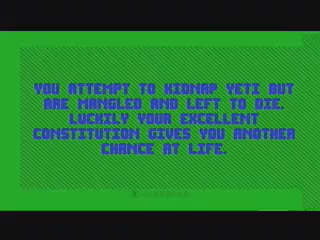 YOU ATTEMPT TO KIDNAP YETI BUT
ARE MANGLED AND LEFT TO DIE.
LUCKILY YOUR EXCELLENT
CONSTITUTION GIVES YOU ANOTHER
CHANCE AT LIFE.